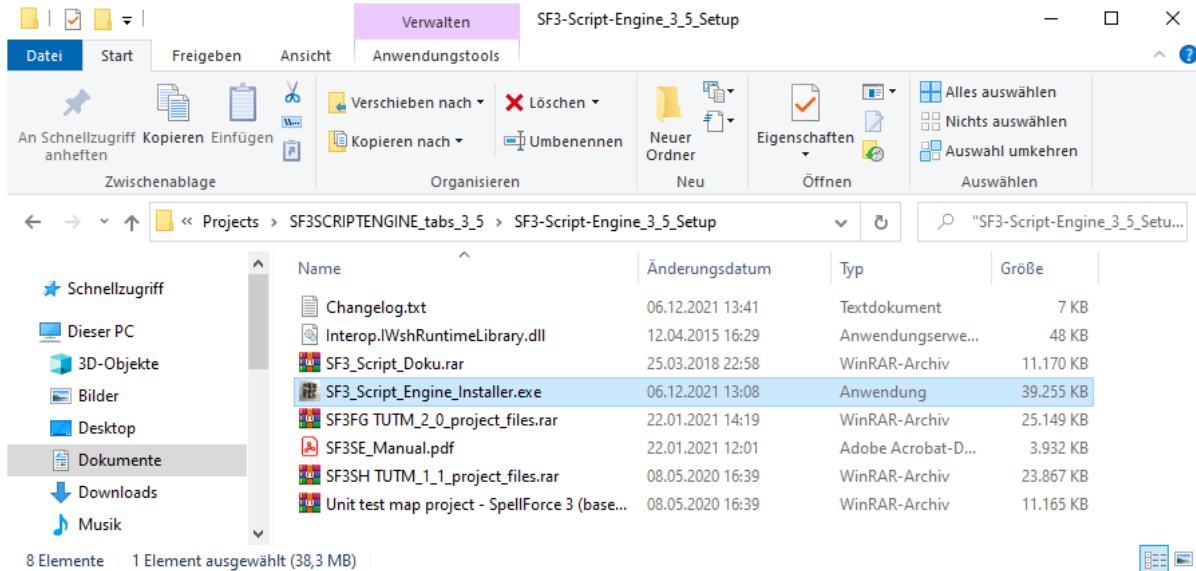 Verwalten
SF3-Script-Engine_3_5_Setup
Datei
Start
Freigeben
Ansicht
Anwendungstools
An Schnellzugriff
anheften
Kopieren
Einfügen
Verschieben nach
Kopieren nach
Löschen
Umbenennen
Neuer
Ordner
Eigenschaften
Alles auswählen
Nichts auswählen
Auswahl umkehren
Zwischenablage
Organisieren
Neu
Öffnen
Auswählen
« Projects > SF3SCRIPTENGINE_tabs_3_5 > SF3-Script-Engine_3_5_Setup
"SF3-Script-Engine_3_5_Setu...
Schnellzugriff
Dieser PC
3D-Objekte
Bilder
Desktop
Dokumente
Downloads
Musik
Name Änderungsdatum Typ Größe
Changelog.txt 06.12.2021 13:41 Textdokument 7 KB
Interop.IWshRuntimeLibrary.dll 12.04.2015 16:29 Anwendungserwe... 48 KB
SF3_Script_Doku.rar 25.03.2018 22:58 WinRAR-Archiv 11.170 KB
SF3_Script_Engine_Installer.exe 06.12.2021 13:08 Anwendung 39.255 KB
SF3FG TUTM_2_0_project_files.rar 22.01.2021 14:19 WinRAR-Archiv 25.149 KB
SF3SE_Manual.pdf 22.01.2021 12:01 Adobe Acrobat-D... 3.932 KB
SF3SH TUTM_1_1_project_files.rar 08.05.2020 16:39 WinRAR-Archiv 23.867 KB
Unit test map project - SpellForce 3 (base... 08.05.2020 16:39 WinRAR-Archiv 11.165 KB
8 Elemente 1 Element ausgewählt (38,3 MB)